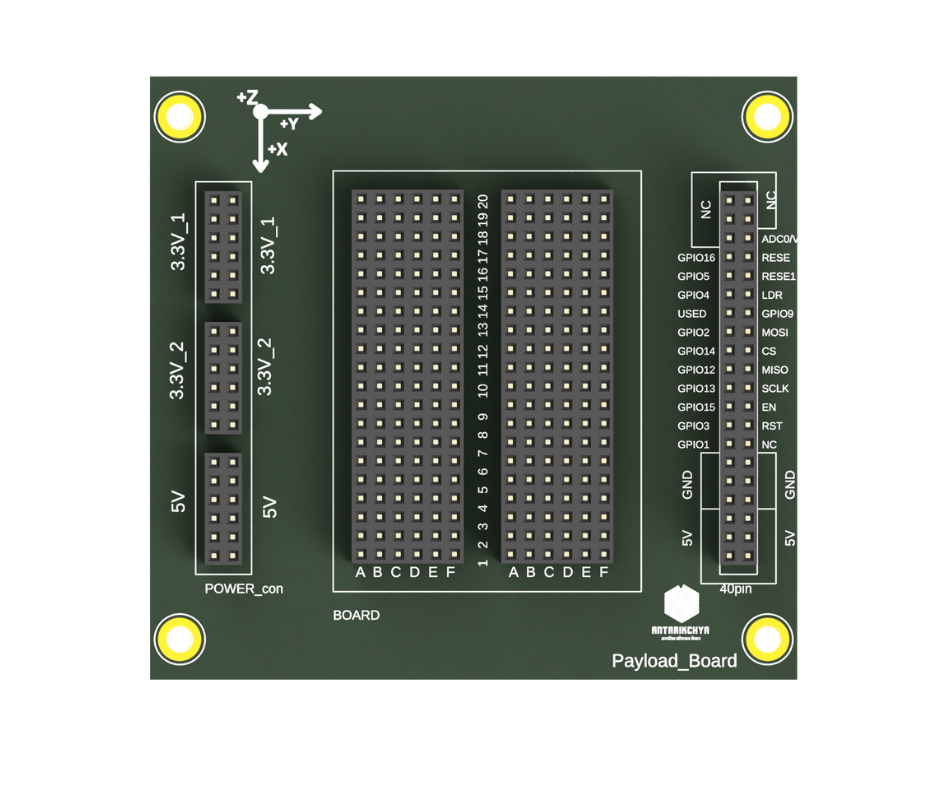 +Z
+Y
+X
3.3V_1
3.3V_1
3.3V_2
3.3V_2
5V
5V
POWER_con
20
19
18
17
16
15
14
13
12
11
10
9
8
7
6
5
4
3
2
1
A B C D E F
A B C D E F
BOARD
NC
NC
ADC0/V
GPIO16 RESE
GPIO5 RESE1
GPIO4 LDR
USED GPIO9
GPIO2 MOSI
GPIO14 CS
GPIO12 MISO
GPIO13 SCLK
GPIO15 EN
GPIO3 RST
GPIO1 NC
GND
GND
5V
5V
40pin
ANTARIKCHYA
Payload_Board